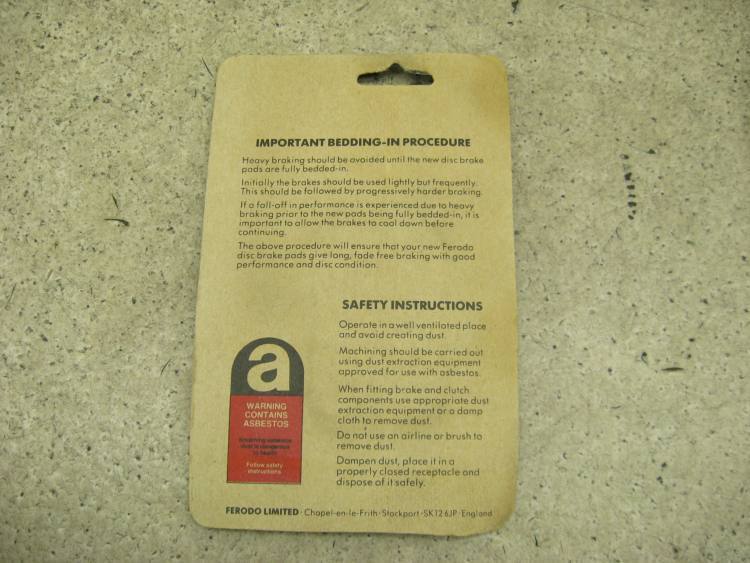 IMPORTANT BEDDING-IN PROCEDURE
Heavy braking should be avoided until the new disc brake
pads are fully bedded-in.
Initially the brakes should be used lightly but frequently.
This should be followed by progressively harder braking.
If a fall-off in performance is experienced due to heavy
braking prior to the new pads being fully bedded-in, it is
important to allow the brakes to cool down before
continuing.
The above procedure will ensure that your new Ferodo
disc brake pads give long, fade free braking with good
performance and disc condition.
SAFETY INSTRUCTIONS
Operate in a well ventilated place
and avoid creating dust.
Machining should be carried out
using dust extraction equipment
approved for use with asbestos.
When fitting brake and clutch
components use appropriate dust
extraction equipment or a damp
cloth to remove dust.
Do not use an airline or brush to
remove dust.
Dampen dust, place it in a
properly closed receptacle and
dispose of it safely.
a
WARNING
CONTAINS
ASBESTOS
Breathing asbestos
dust is dangerous
to health
Follow safety
instructions
FERODO LIMITED · Chapel-en-le-Frith · Stockport · SK12 6JP · England